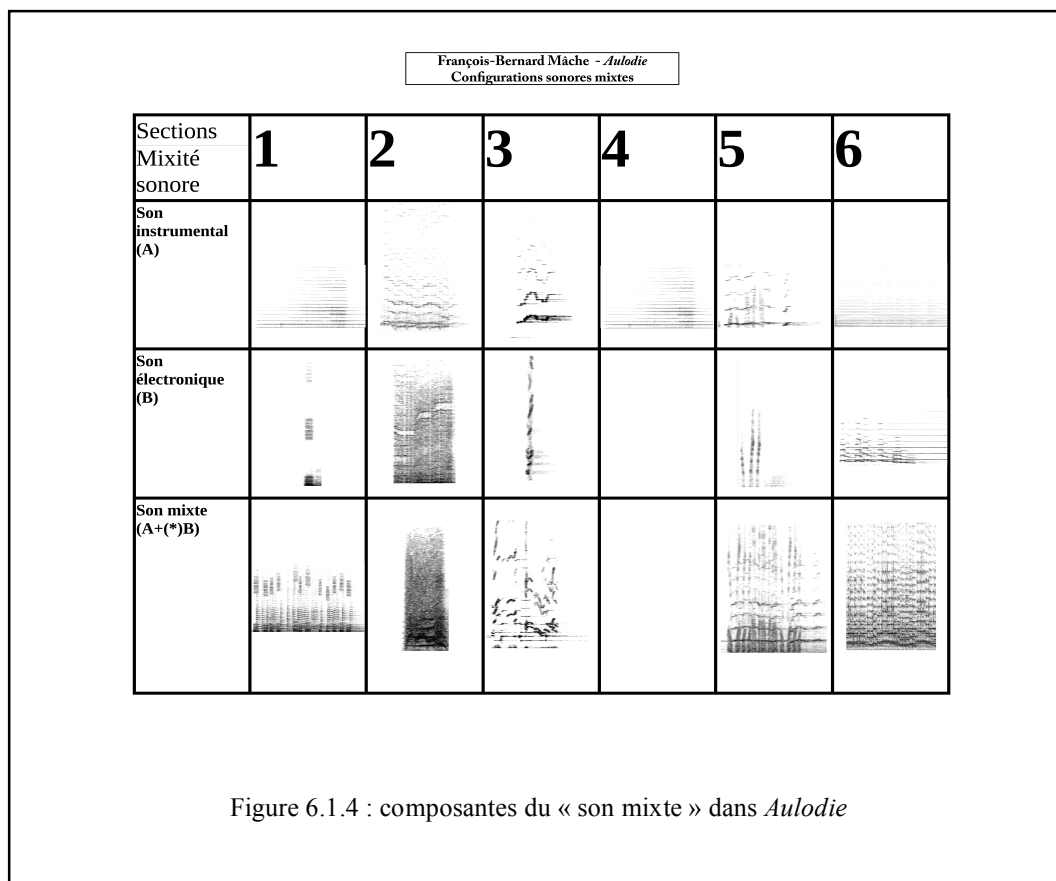 François-Bernard Mâche - Aulodie
Configurations sonores mixtes
Sections
Mixité
sonore
1
2
3
4
5
6
Son
instrumental
(A)
Son
électronique
(B)
Son mixte
(A+(*)B)
Figure 6.1.4 : composantes du « son mixte » dans Aulodie